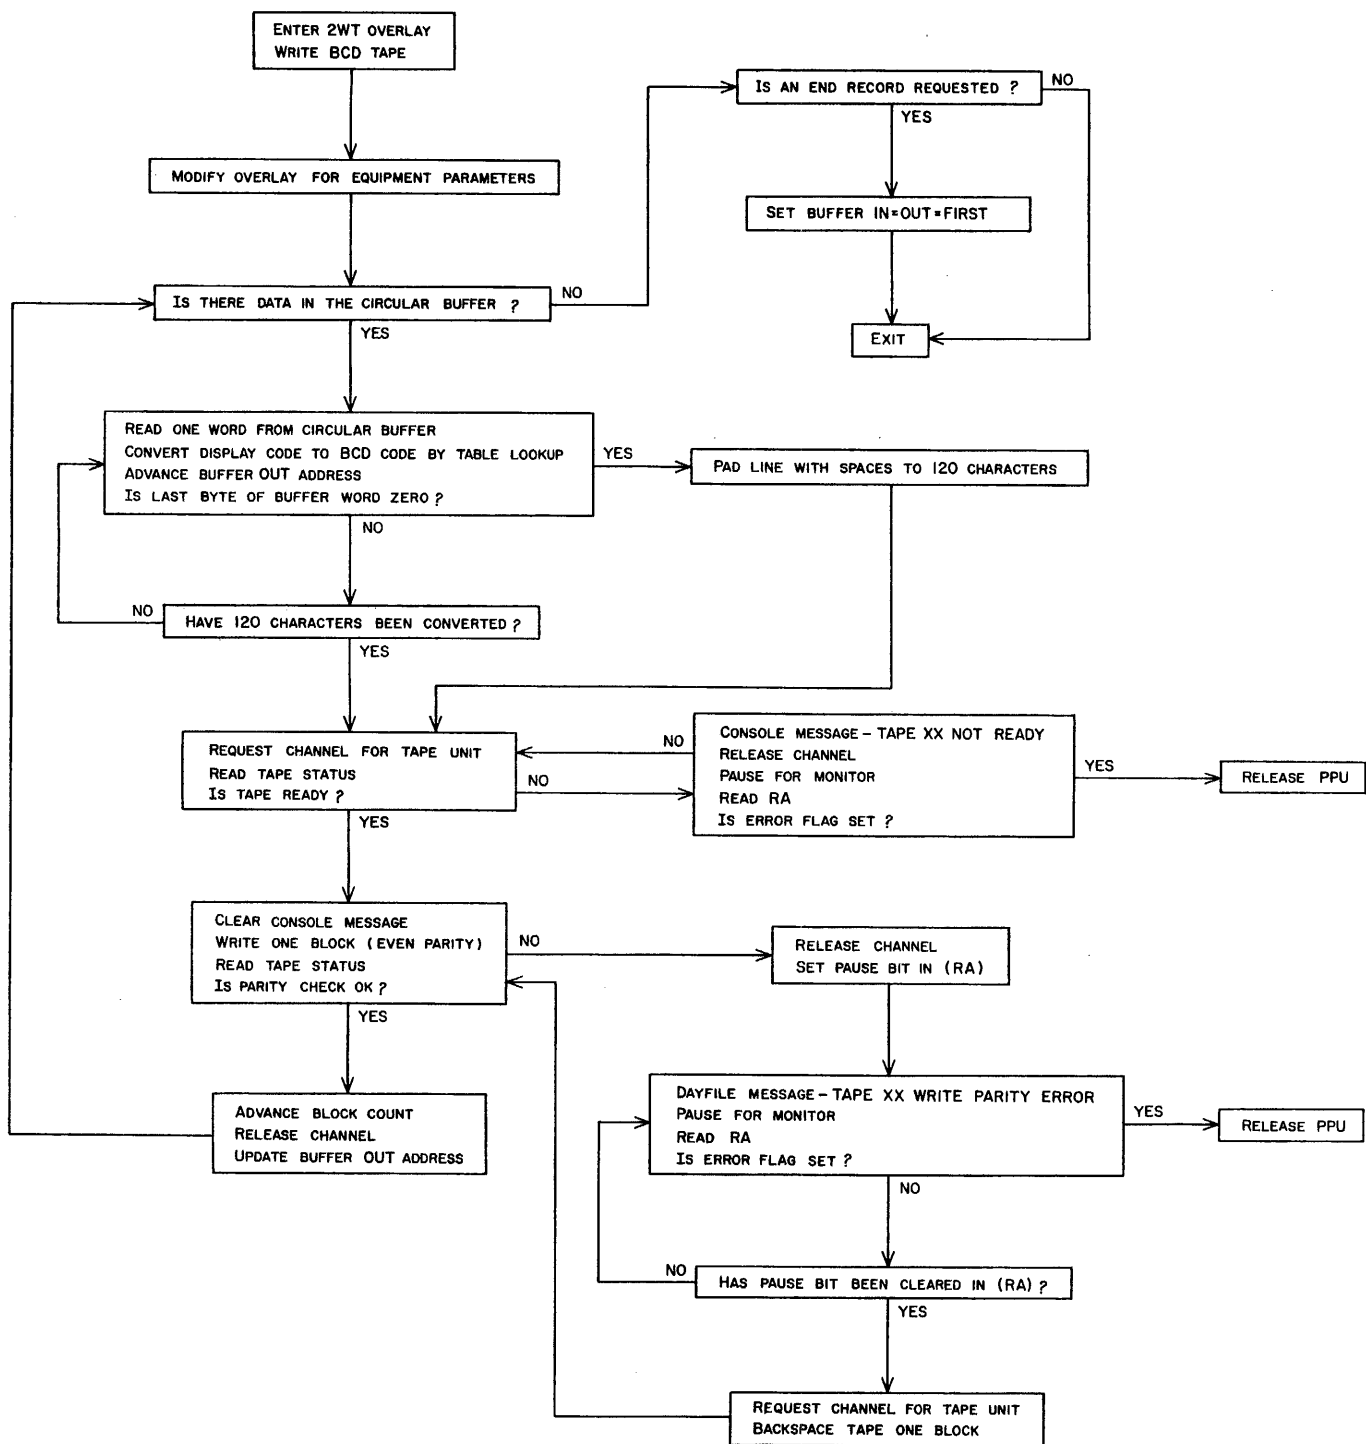 ENTER 2WT OVERLAY
WRITE BCD TAPE
IS AN END RECORD REQUESTED ?
NO
YES
MODIFY OVERLAY FOR EQUIPMENT PARAMETERS
SET BUFFER IN=OUT=FIRST
IS THERE DATA IN THE CIRCULAR BUFFER ?
NO
YES
EXIT
READ ONE WORD FROM CIRCULAR BUFFER
CONVERT DISPLAY CODE TO BCD CODE BY TABLE LOOKUP
ADVANCE BUFFER OUT ADDRESS
IS LAST BYTE OF BUFFER WORD ZERO ?
YES
PAD LINE WITH SPACES TO 120 CHARACTERS
NO
NO
HAVE 120 CHARACTERS BEEN CONVERTED ?
YES
REQUEST CHANNEL FOR TAPE UNIT
READ TAPE STATUS
IS TAPE READY ?
NO
NO
YES
CONSOLE MESSAGE – TAPE XX NOT READY
RELEASE CHANNEL
PAUSE FOR MONITOR
READ RA
IS ERROR FLAG SET ?
YES
RELEASE PPU
CLEAR CONSOLE MESSAGE
WRITE ONE BLOCK (EVEN PARITY)
READ TAPE STATUS
IS PARITY CHECK OK ?
NO
YES
RELEASE CHANNEL
SET PAUSE BIT IN (RA)
ADVANCE BLOCK COUNT
RELEASE CHANNEL
UPDATE BUFFER OUT ADDRESS
DAYFILE MESSAGE – TAPE XX WRITE PARITY ERROR
PAUSE FOR MONITOR
READ RA
IS ERROR FLAG SET ?
YES
RELEASE PPU
NO
NO
HAS PAUSE BIT BEEN CLEARED IN (RA) ?
YES
REQUEST CHANNEL FOR TAPE UNIT
BACKSPACE TAPE ONE BLOCK